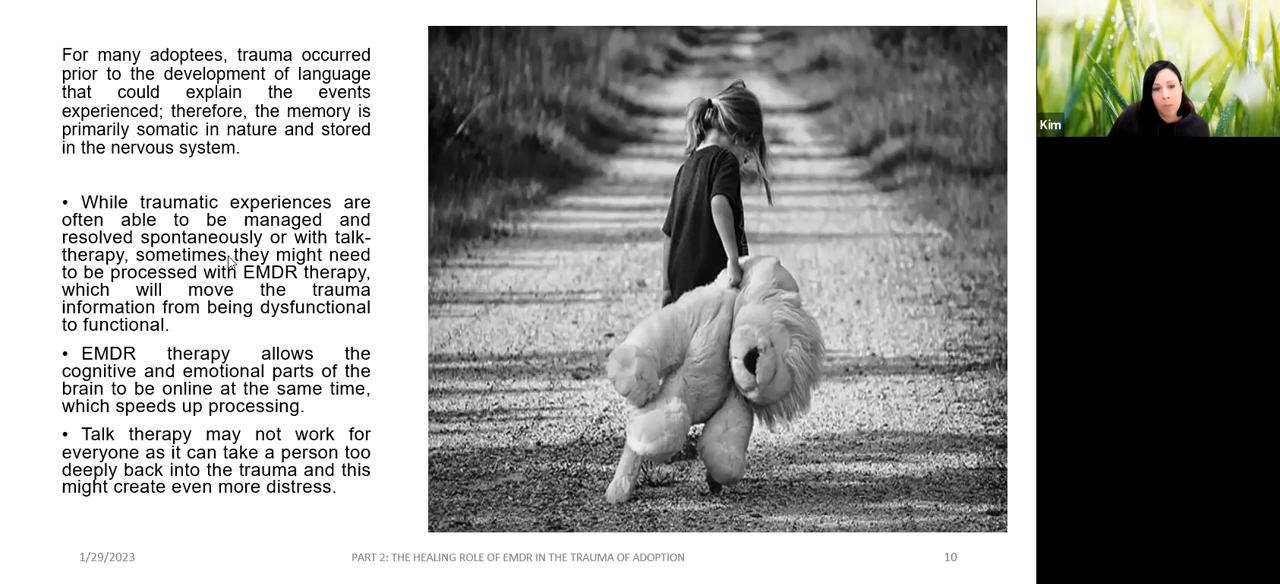 For many adoptees, trauma occurred
prior to the development of language
that could explain the events
experienced; therefore, the memory is
primarily somatic in nature and stored
in the nervous system.
• While traumatic experiences are
often able to be managed and
resolved spontaneously or with talk-
therapy, sometimes they might need
to be processed with EMDR therapy,
which will move the trauma
information from being dysfunctional
to functional.
• EMDR therapy allows the
cognitive and emotional parts of the
brain to be online at the same time,
which speeds up processing.
• Talk therapy may not work for
everyone as it can take a person too
deeply back into the trauma and this
might create even more distress.
1/29/2023
PART 2: THE HEALING ROLE OF EMDR IN THE TRAUMA OF ADOPTION
10
Kim